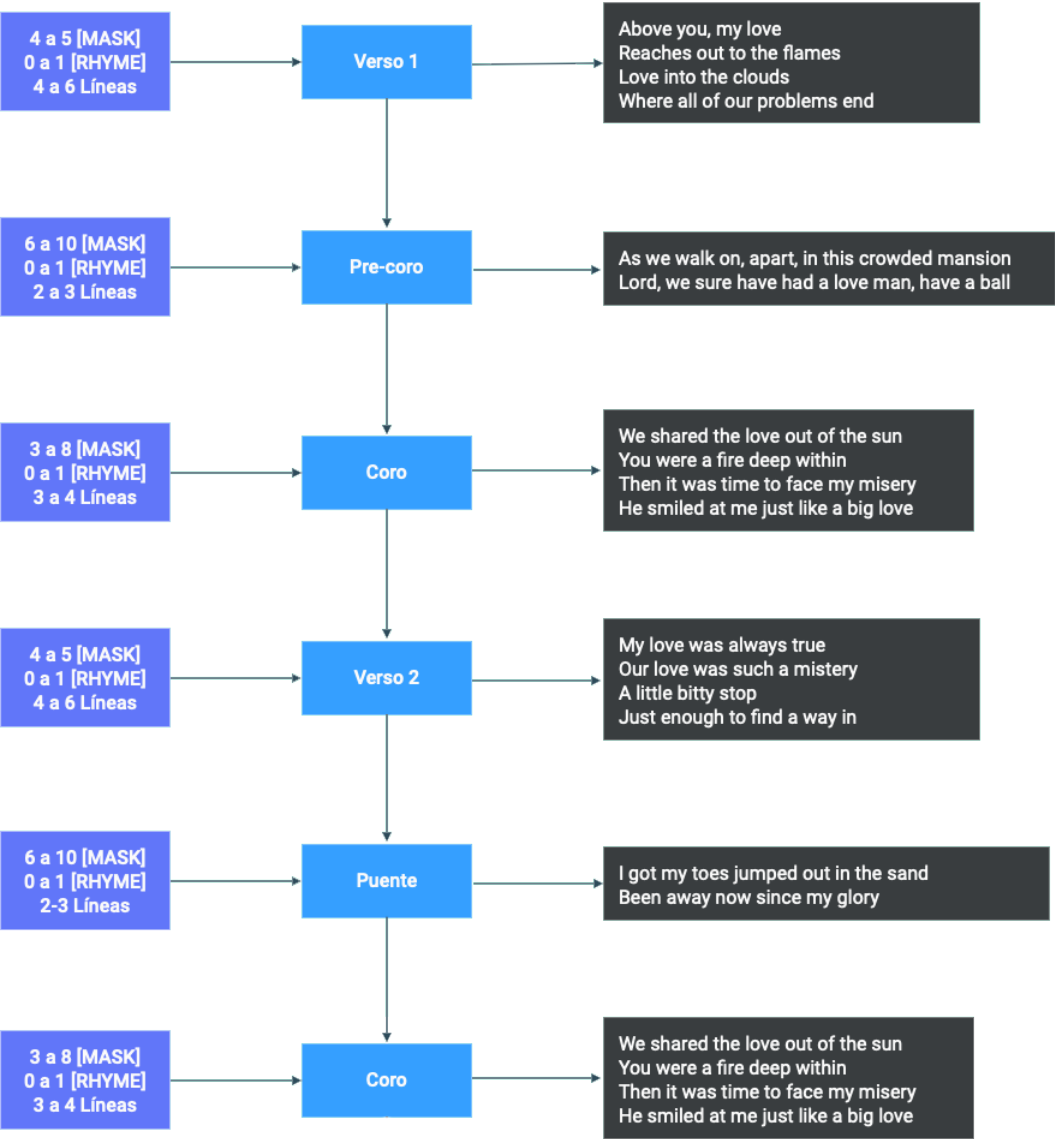 4 a 5 [MASK]
0 a 1 [RHYME]
4 a 6 Líneas
Verso 1
Above you, my love
Reaches out to the flames
Love into the clouds
Where all of our problems end
6 a 10 [MASK]
0 a 1 [RHYME]
2 a 3 Líneas
Pre-coro
As we walk on, apart, in this crowded mansion
Lord, we sure have had a love man, have a ball
3 a 8 [MASK]
0 a 1 [RHYME]
3 a 4 Líneas
Coro
We shared the love out of the sun
You were a fire deep within
Then it was time to face my misery
He smiled at me just like a big love
4 a 5 [MASK]
0 a 1 [RHYME]
4 a 6 Líneas
Verso 2
My love was always true
Our love was such a mistery
A little bitty stop
Just enough to find a way in
6 a 10 [MASK]
0 a 1 [RHYME]
2-3 Líneas
Puente
I got my toes jumped out in the sand
Been away now since my glory
3 a 8 [MASK]
0 a 1 [RHYME]
3 a 4 Líneas
Coro
We shared the love out of the sun
You were a fire deep within
Then it was time to face my misery
He smiled at me just like a big love